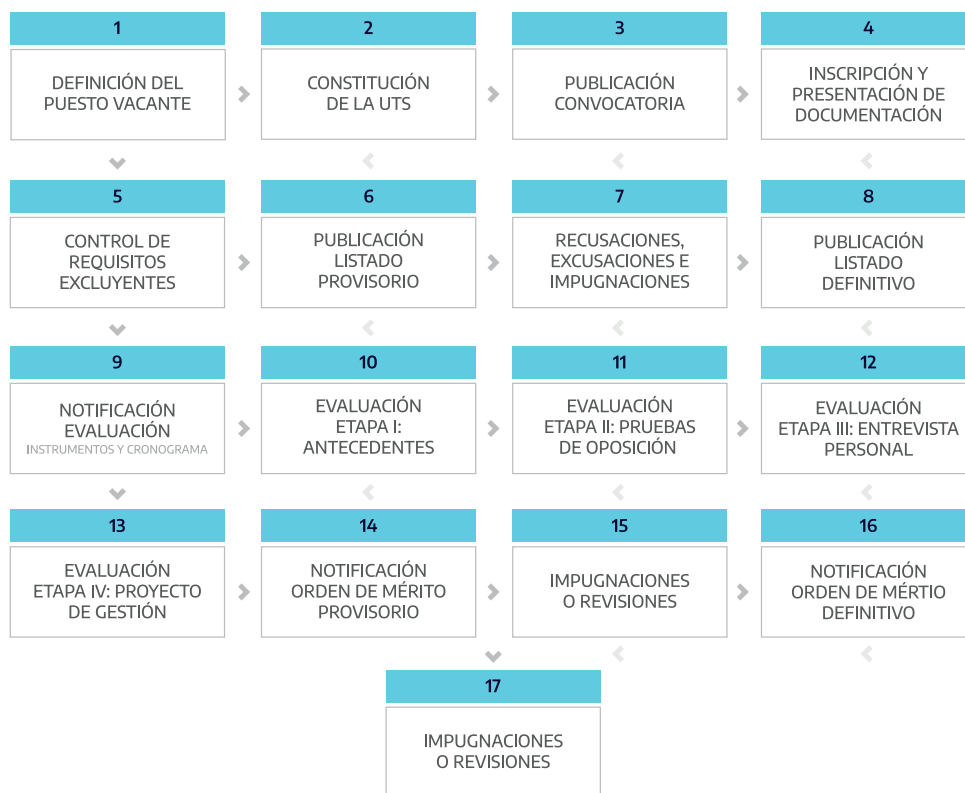 1
DEFINICIÓN DEL
PUESTO VACANTE
2
CONSTITUCIÓN
DE LA UTS
3
PUBLICACIÓN
CONVOCATORIA
4
INSCRIPCIÓN Y
PRESENTACIÓN DE
DOCUMENTACIÓN
5
CONTROL DE
REQUISITOS
EXCLUYENTES
6
PUBLICACIÓN
LISTADO
PROVISORIO
7
RECUSACIONES,
EXCUSACIONES E
IMPUGNACIONES
8
PUBLICACIÓN
LISTADO
DEFINITIVO
9
NOTIFICACIÓN
EVALUACIÓN
INSTRUMENTOS Y CRONOGRAMA
10
EVALUACIÓN
ETAPA I:
ANTECEDENTES
11
EVALUACIÓN
ETAPA II: PRUEBAS
DE OPOSICIÓN
12
EVALUACIÓN
ETAPA III: ENTREVISTA
PERSONAL
13
EVALUACIÓN
ETAPA IV: PROYECTO
DE GESTIÓN
14
NOTIFICACIÓN
ORDEN DE MÉRITO
PROVISORIO
15
IMPUGNACIONES
O REVISIONES
16
NOTIFICACIÓN
ORDEN DE MÉRTIO
DEFINITIVO
17
IMPUGNACIONES
O REVISIONES